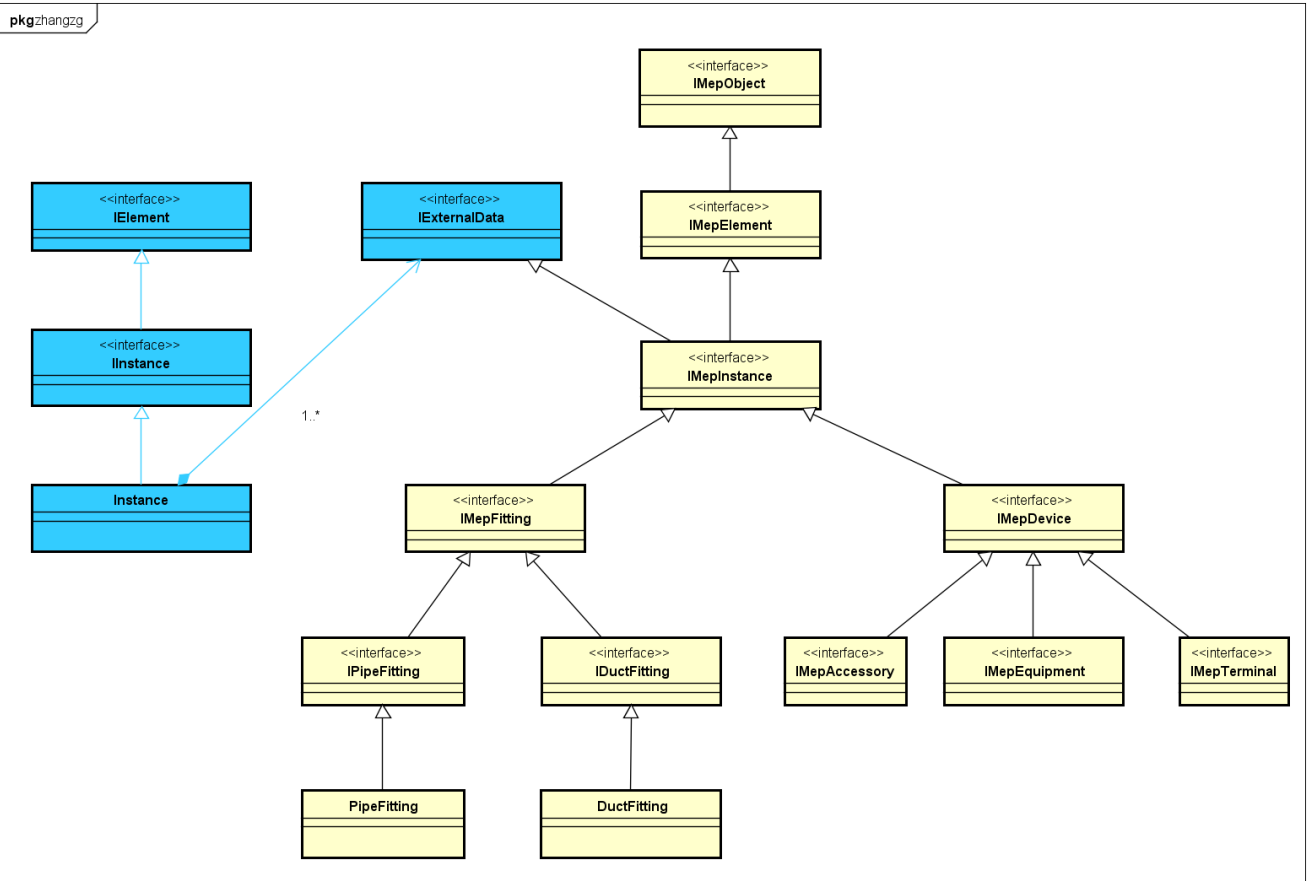 pkgzhangzg
<<interface>>
IMepObject
<<interface>>
IElement
<<interface>>
IExternalData
<<interface>>
IMepElement
<<interface>>
IInstance
<<interface>>
IMepInstance
1..*
Instance
<<interface>>
IMepFitting
<<interface>>
IMepDevice
<<interface>>
IPipeFitting
<<interface>>
IDuctFitting
<<interface>>
IMepAccessory
<<interface>>
IMepEquipment
<<interface>>
IMepTerminal
PipeFitting
DuctFitting